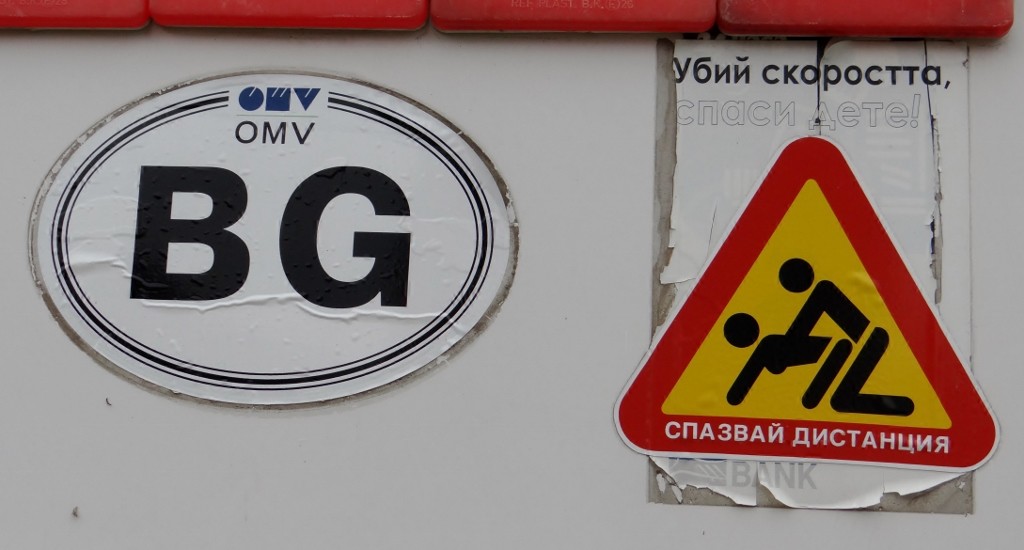 OMV
OMV
BG
Убий скоростта,
спаси дете!
СПАЗВАЙ ДИСТАНЦИЯ
BANK